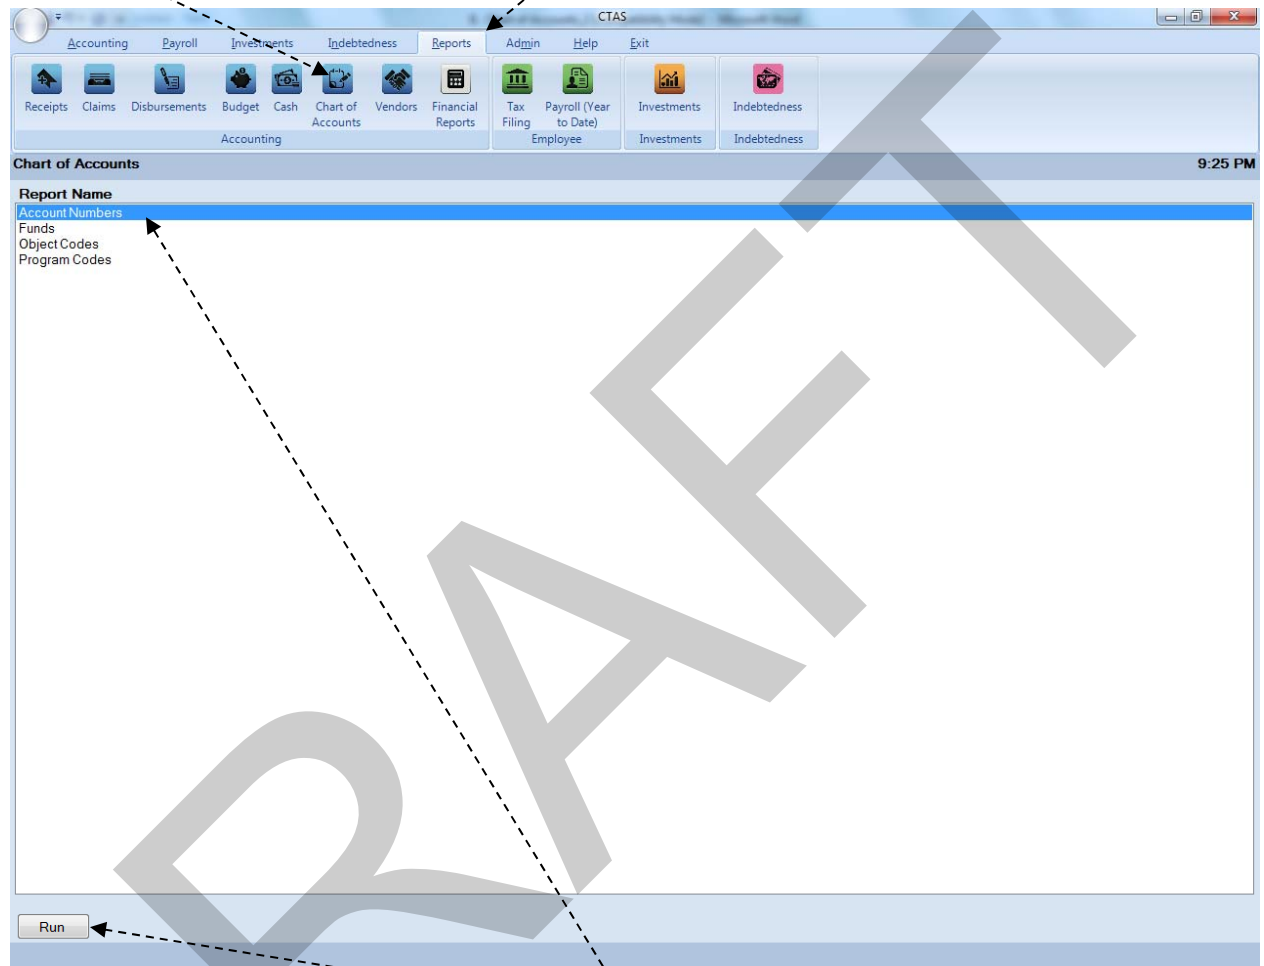 CTAS
Accounting Payroll Investments Indebtedness Reports Admin Help Exit
Receipts Claims Disbursements Budget Cash Chart of Accounts Vendors Financial Reports Tax Filing Payroll (Year to Date) Investments Indebtedness
Accounting Employee Investments Indebtedness
Chart of Accounts 9:25 PM
Report Name
Account Numbers
Funds
Object Codes
Program Codes
Run
RAFT